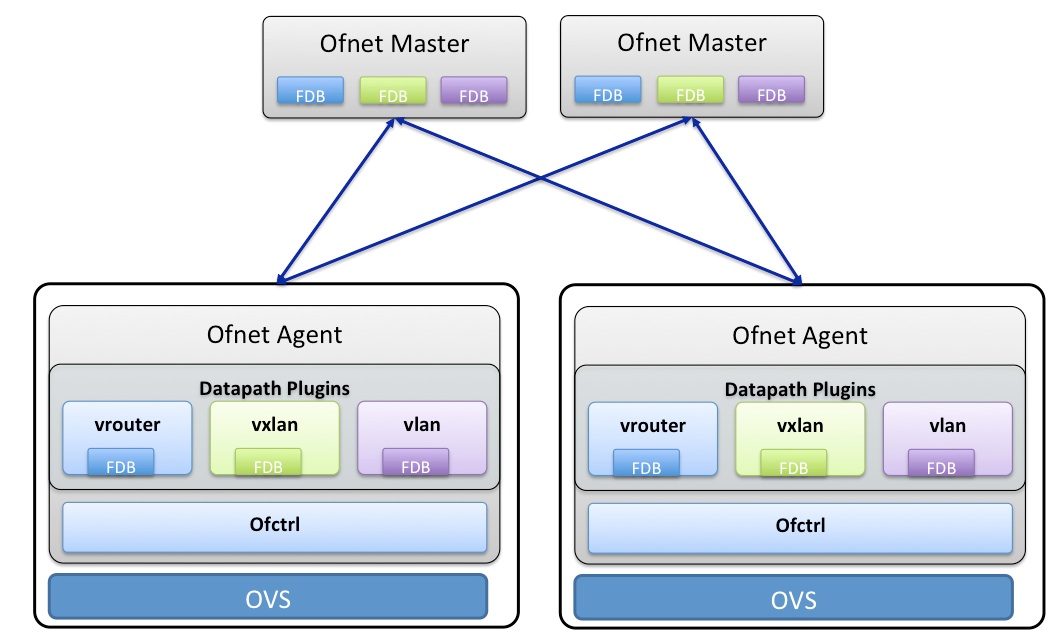 Ofnet Master
FDB FDB FDB
Ofnet Master
FDB FDB FDB
Ofnet Agent
Datapath Plugins
vrouter vxlan vlan
FDB FDB FDB
Ofctrl
OVS
Ofnet Agent
Datapath Plugins
vrouter vxlan vlan
FDB FDB FDB
Ofctrl
OVS